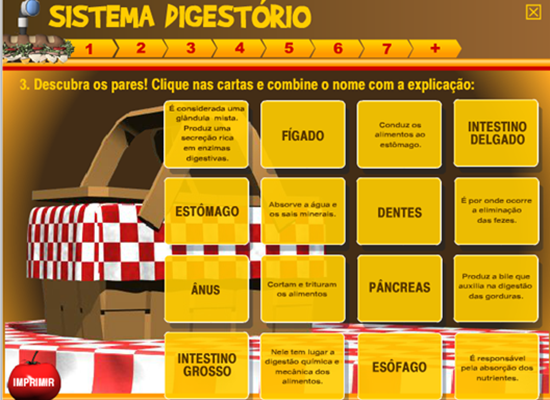 SISTEMA DIGESTÓRIO
1 2 3 4 5 6 7 +
3. Descubra os pares! Clique nas cartas e combine o nome com a explicação:
É considerada uma
glândula mista.
Produz uma
secreção rica
em enzimas
digestivas.
FÍGADO
Conduz os
alimentos ao
estômago.
INTESTINO
DELGADO
ESTÔMAGO
Absorve a água e
os sais minerais.
DENTES
É por onde ocorre
a eliminação
das fezes.
ÂNUS
Cortam e trituram
os alimentos
PÂNCREAS
Produz a bile que
auxilia na digestão
das gorduras.
INTESTINO
GROSSO
Nele tem lugar a
digestão química e
mecânica dos
alimentos.
ESÓFAGO
É responsável
pela absorção dos
nutrientes.
IMPRIMIR